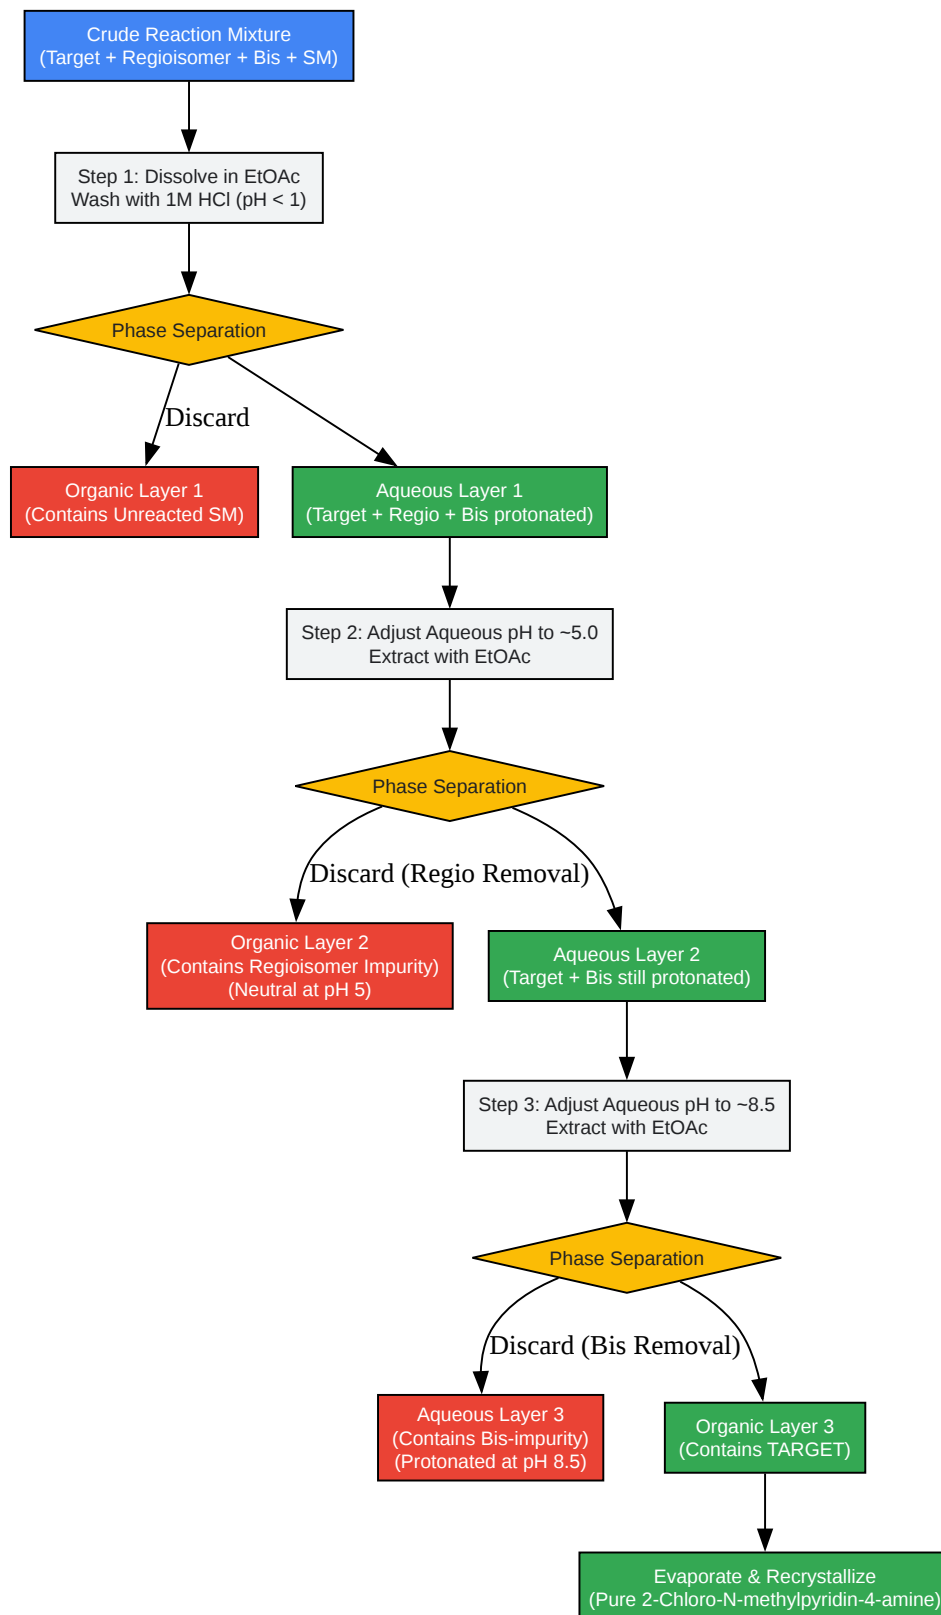 Crude Reaction Mixture
(Target + Regioisomer + Bis + SM)
Step 1: Dissolve in EtOAc
Wash with 1M HCl (pH < 1)
Phase Separation
Discard
Organic Layer 1
(Contains Unreacted SM)
Aqueous Layer 1
(Target + Regio + Bis protonated)
Step 2: Adjust Aqueous pH to ~5.0
Extract with EtOAc
Phase Separation
Discard (Regio Removal)
Organic Layer 2
(Contains Regioisomer Impurity)
(Neutral at pH 5)
Aqueous Layer 2
(Target + Bis still protonated)
Step 3: Adjust Aqueous pH to ~8.5
Extract with EtOAc
Phase Separation
Discard (Bis Removal)
Aqueous Layer 3
(Contains Bis-impurity)
(Protonated at pH 8.5)
Organic Layer 3
(Contains TARGET)
Evaporate & Recrystallize
(Pure 2-Chloro-N-methylpyridin-4-amine)